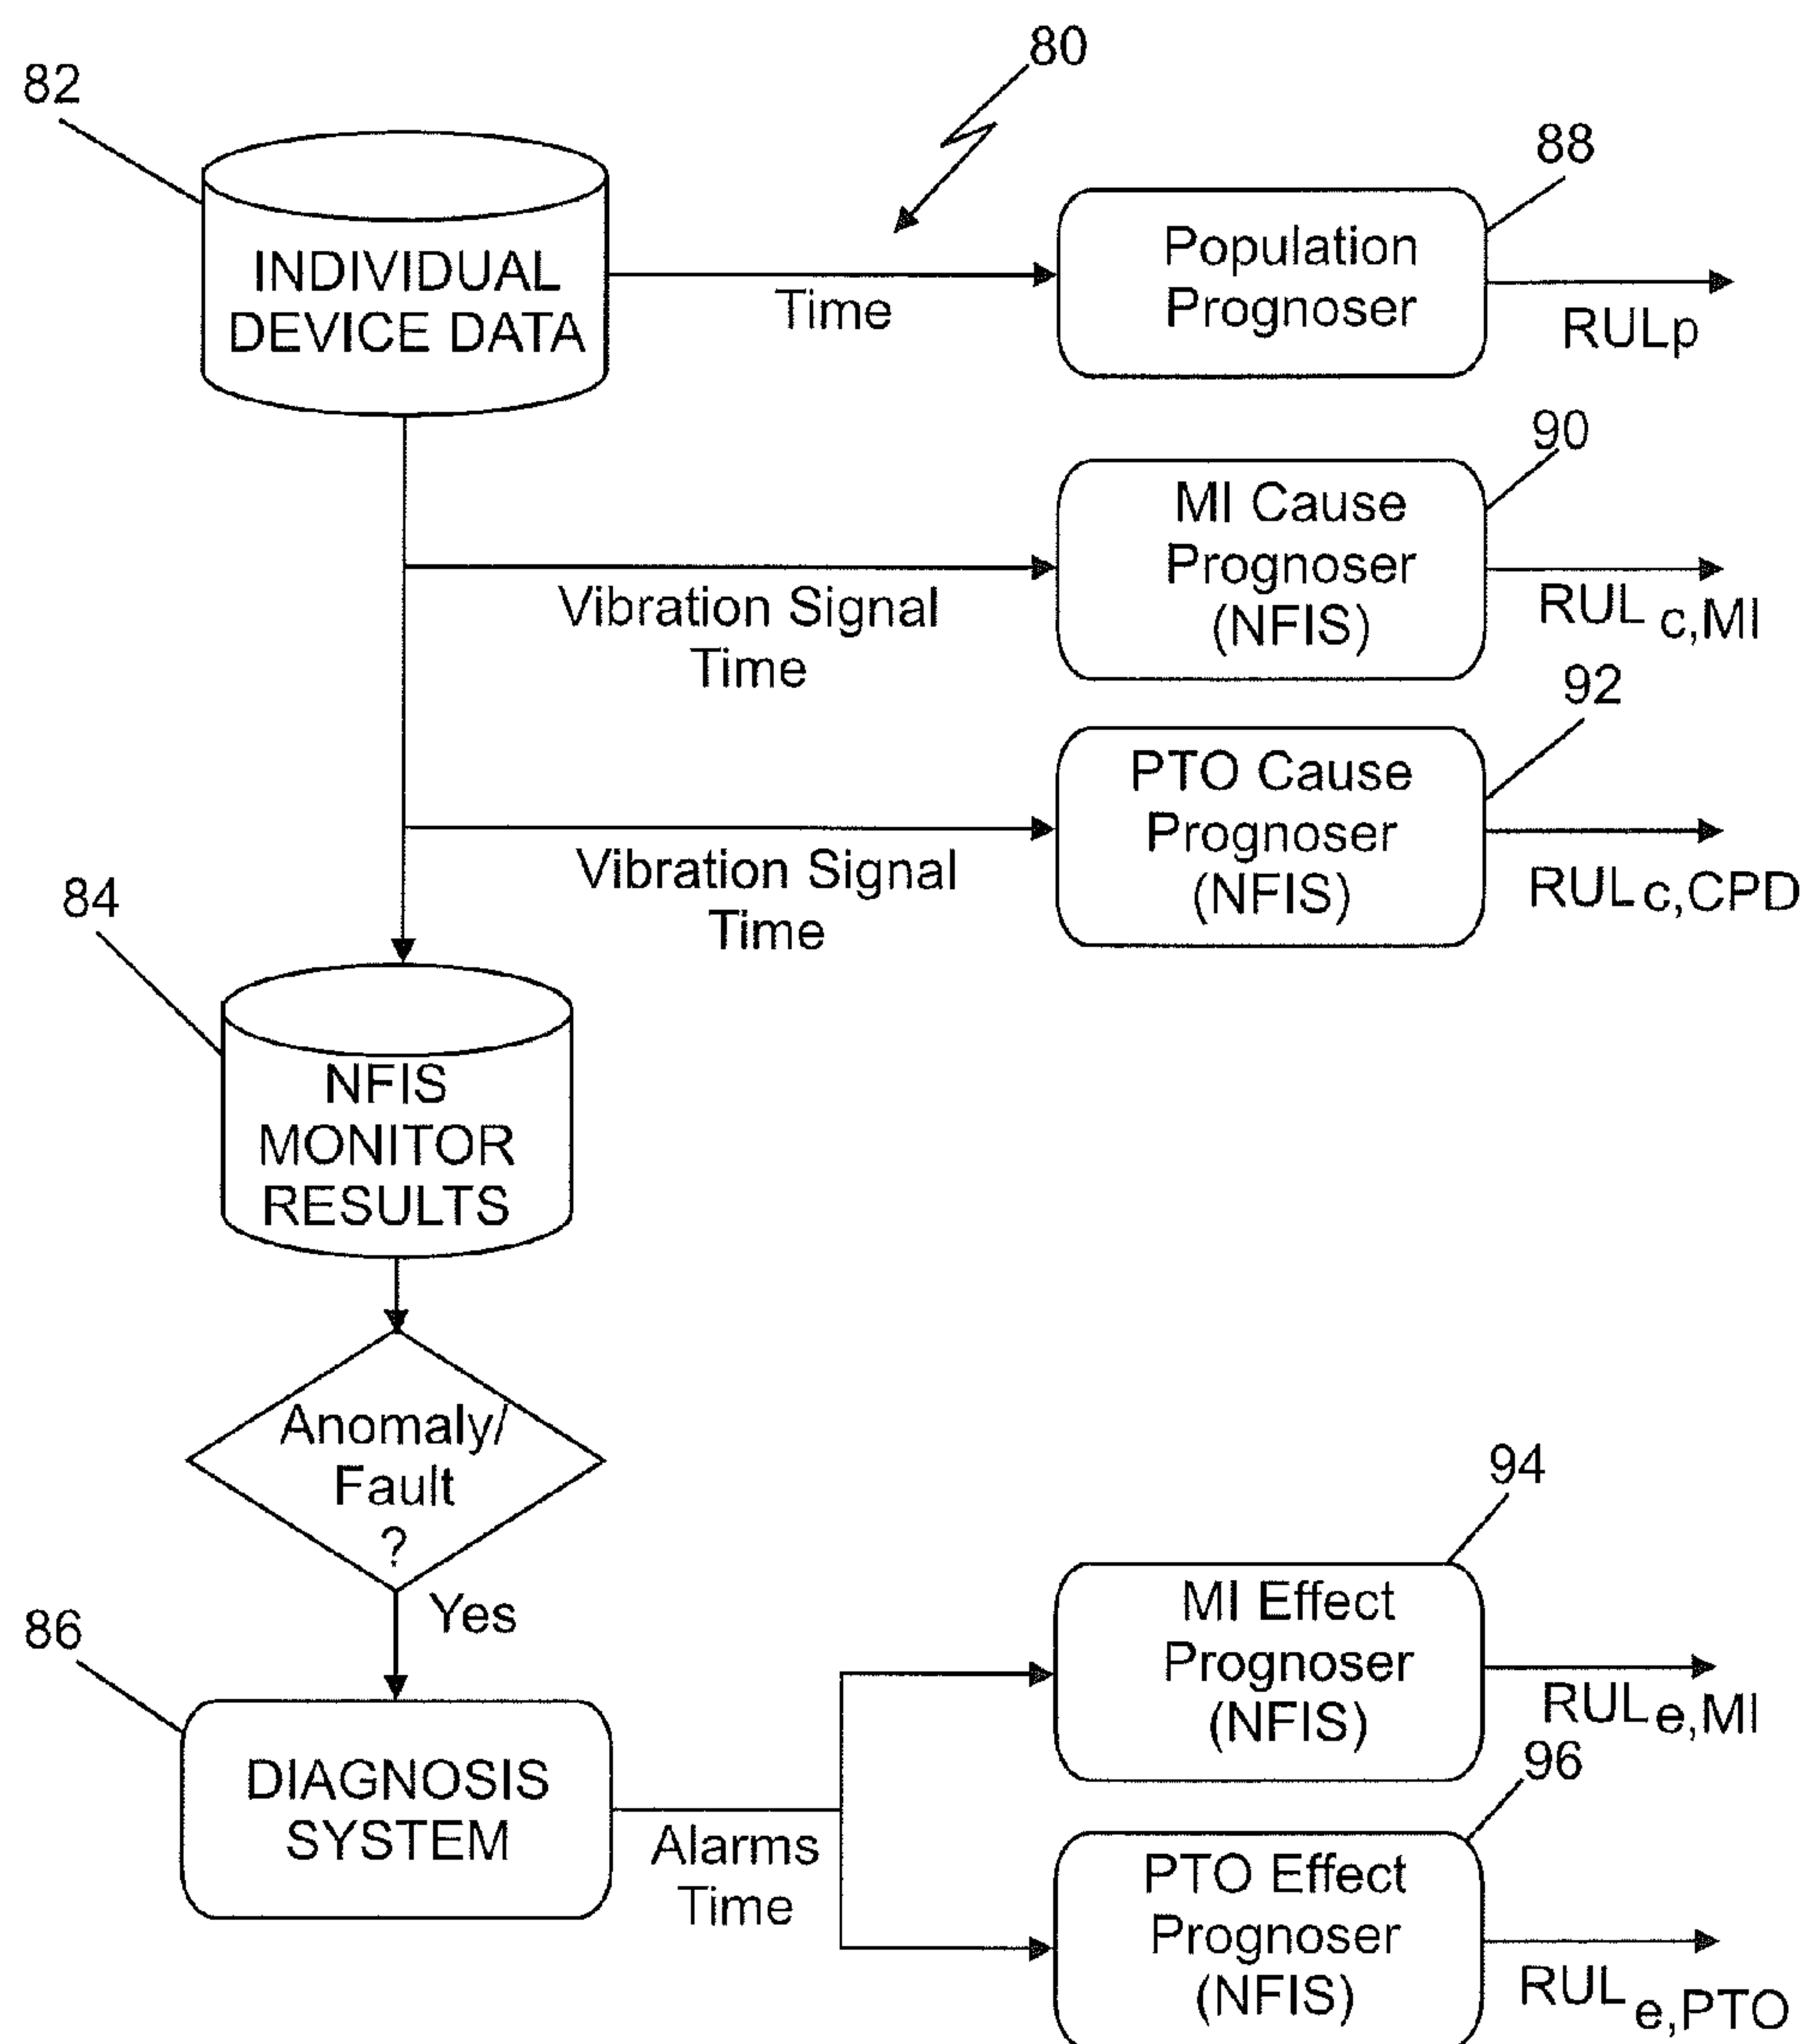 80
82
88
INDIVIDUAL
DEVICE DATA
Time
Population
Prognoser
RULp
90
MI Cause
Prognoser
(NFIS)
Vibration Signal
Time
RUL c,MI
92
PTO Cause
Prognoser
(NFIS)
Vibration Signal
Time
RULc,CPD
84
NFIS
MONITOR
RESULTS
Anomaly/
Fault
?
Yes
86
DIAGNOSIS
SYSTEM
Alarms
Time
94
MI Effect
Prognoser
(NFIS)
RULe,MI
96
PTO Effect
Prognoser
(NFIS)
RUL e,PTO